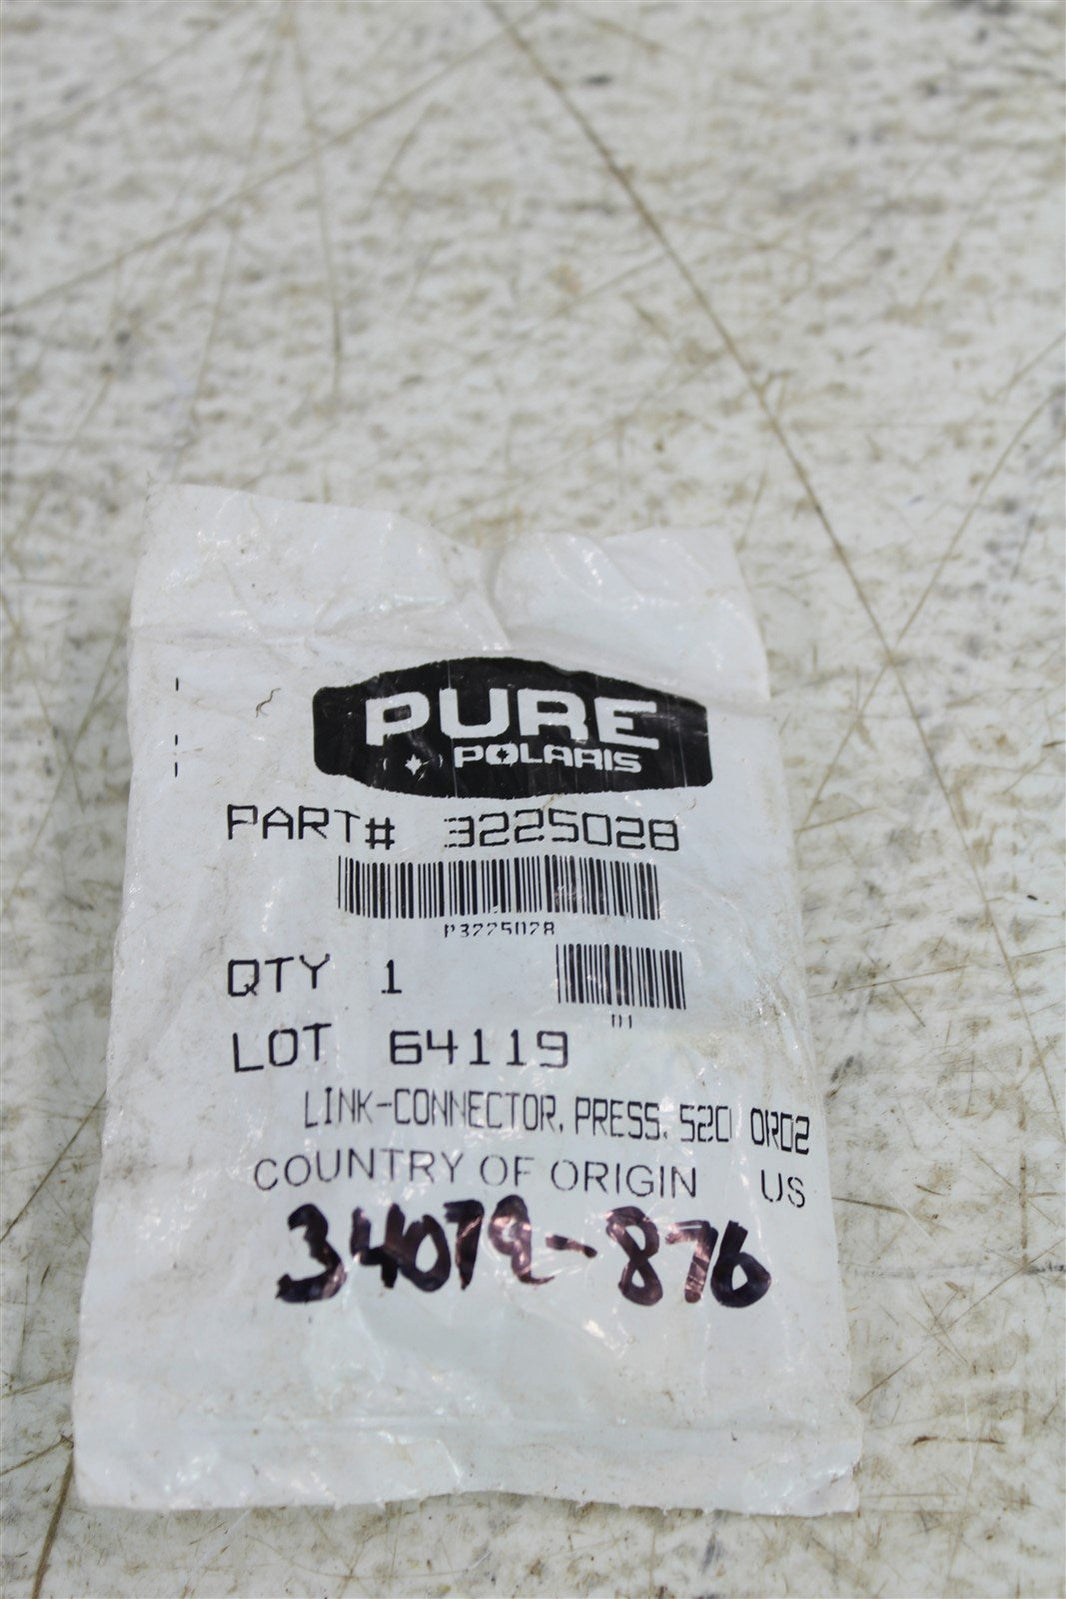 PURE
POLARIS
PART# 3225028
P3225028
QTY 1
LOT 64119
LINK-CONNECTOR, PRESS, 520 ORD2
COUNTRY OF ORIGIN US
34079-876